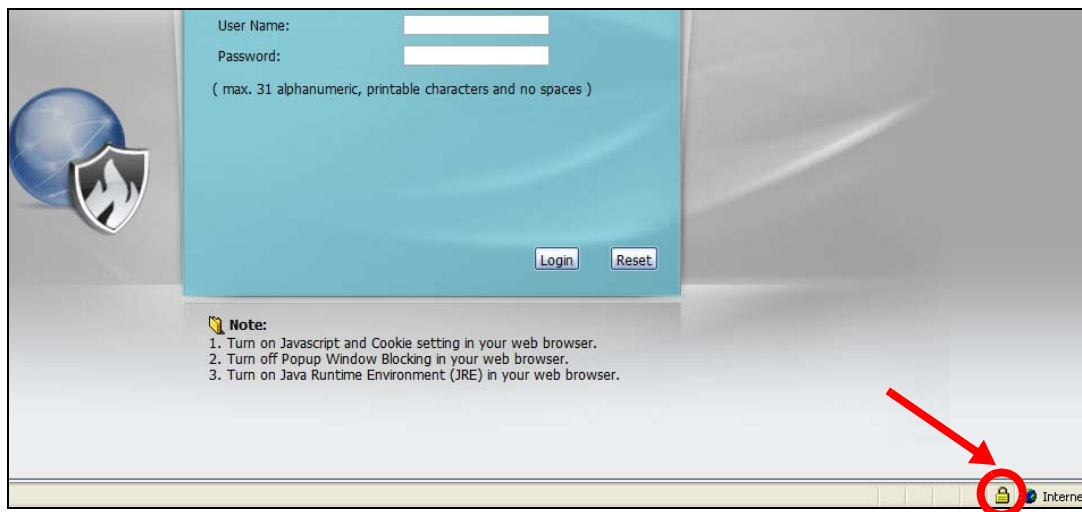 User Name:
Password:
( max. 31 alphanumeric, printable characters and no spaces )
Login Reset
Note:
1. Turn on Javascript and Cookie setting in your web browser.
2. Turn off Popup Window Blocking in your web browser.
3. Turn on Java Runtime Environment (JRE) in your web browser.
Interne